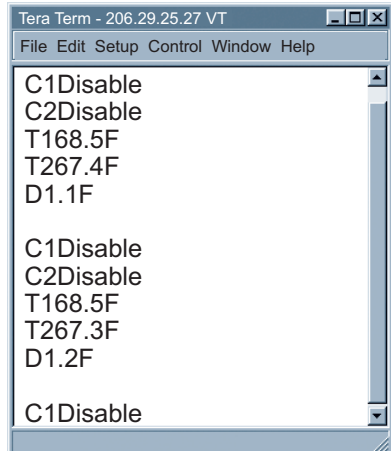 Tera Term - 206.29.25.27 VT
File Edit Setup Control Window Help
C1Disable
C2Disable
T168.5F
T267.4F
D1.1F
C1Disable
C2Disable
T168.5F
T267.3F
D1.2F
C1Disable